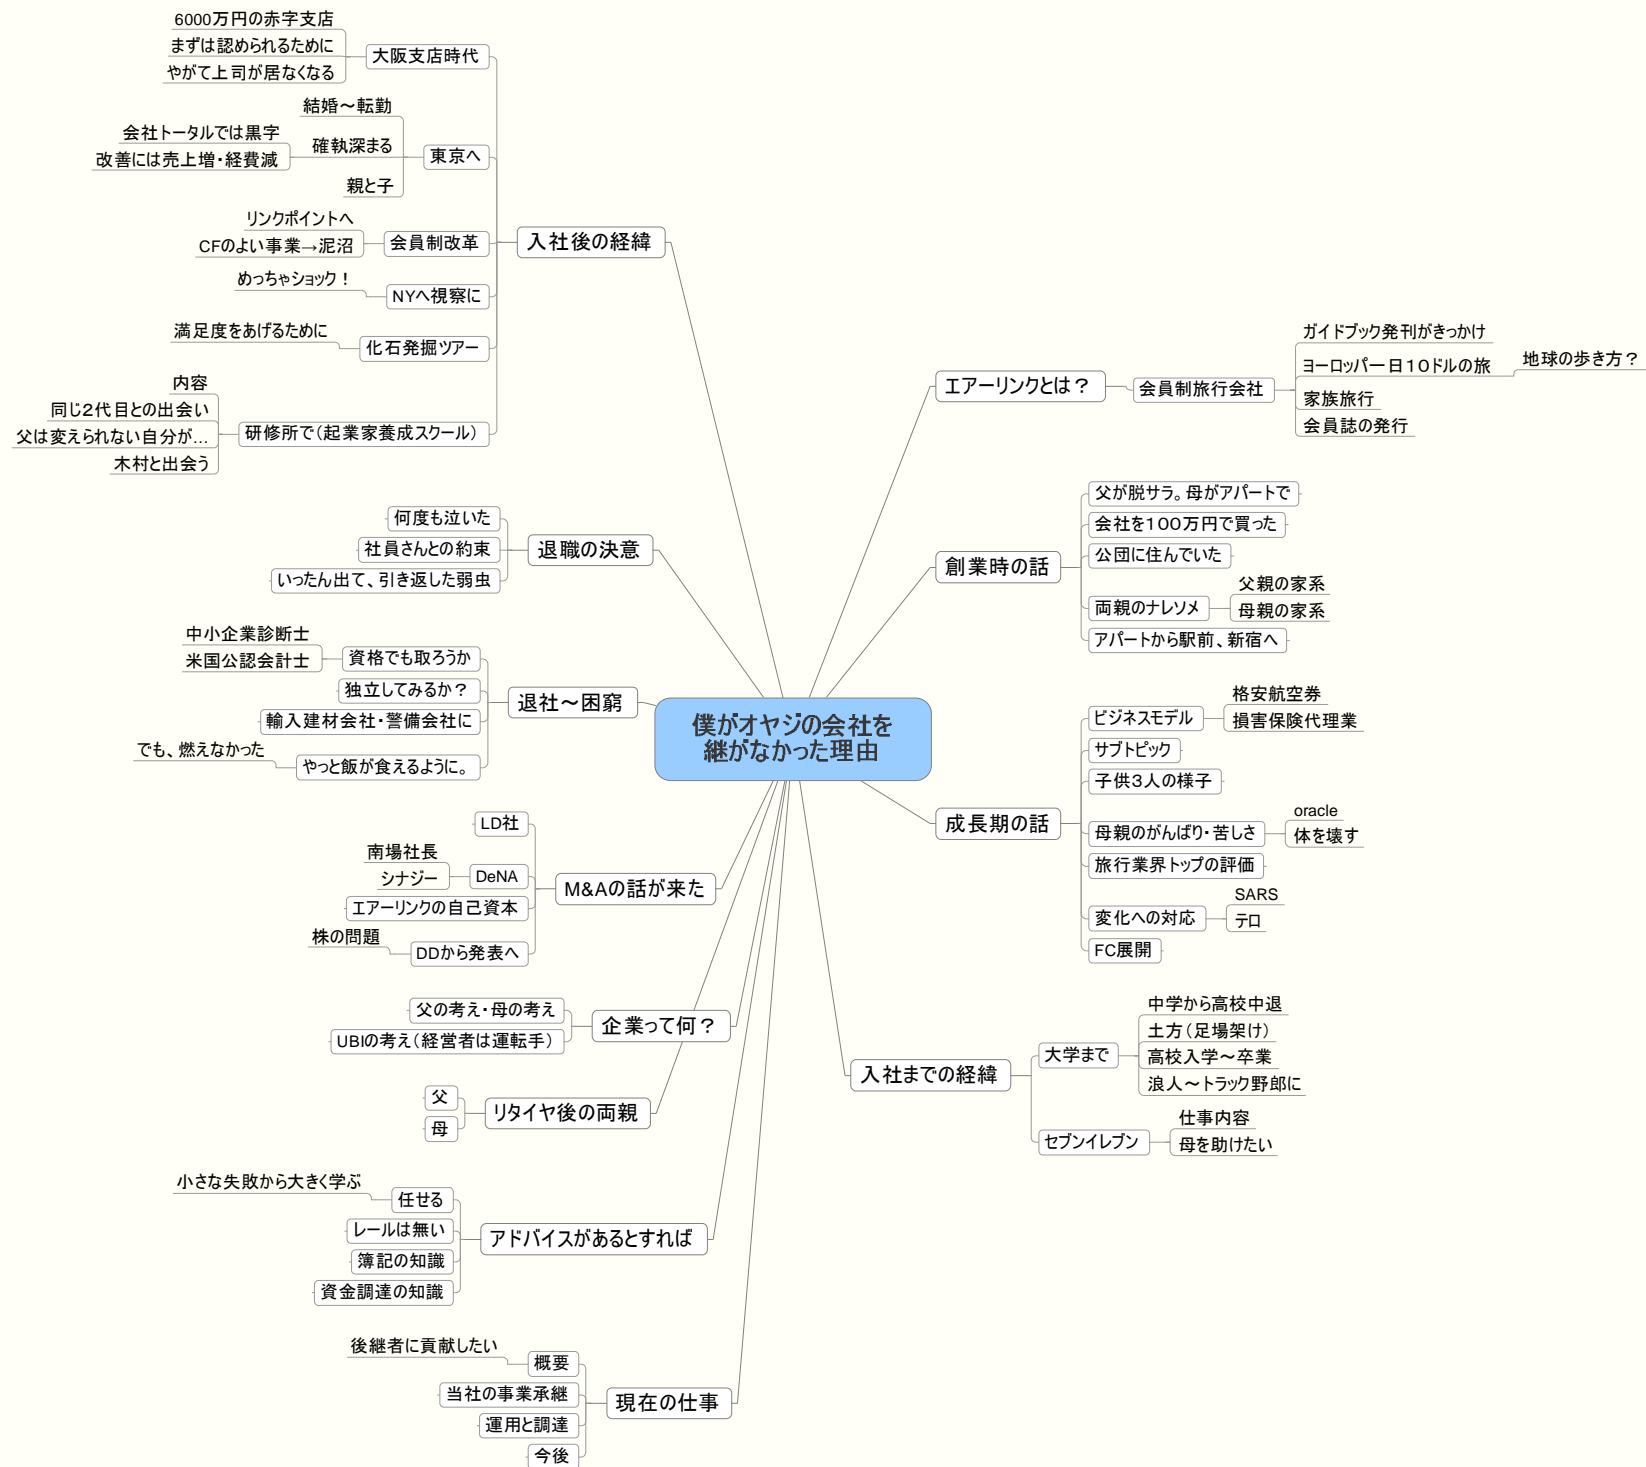 僕がオヤジの会社を
継がなかった理由
エアーリンクとは？
会員制旅行会社
ガイドブック発刊がきっかけ
ヨーロッパ一日１０ドルの旅
地球の歩き方？
家族旅行
会員誌の発行
創業時の話
父が脱サラ。母がアパートで
会社を１００万円で買った
公団に住んでいた
両親のナレソメ
父親の家系
母親の家系
アパートから駅前、新宿へ
成長期の話
ビジネスモデル
格安航空券
損害保険代理業
サブトピック
子供３人の様子
母親のがんばり・苦しさ
oracle
体を壊す
旅行業界トップの評価
変化への対応
SARS
テロ
FC展開
入社までの経緯
大学まで
中学から高校中退
土方（足場架け）
高校入学～卒業
浪人～トラック野郎に
セブンイレブン
仕事内容
母を助けたい
入社後の経緯
大阪支店時代
6000万円の赤字支店
まずは認められるために
やがて上司が居なくなる
東京へ
結婚～転勤
確執深まる
会社トータルでは黒字
改善には売上増・経費減
親と子
会員制改革
リンクポイントへ
CFのよい事業→泥沼
NYへ視察に
めっちゃショック！
化石発掘ツアー
満足度をあげるために
研修所で（起業家養成スクール）
内容
同じ２代目との出会い
父は変えられない自分が...
木村と出会う
退職の決意
何度も泣いた
社員さんとの約束
いったん出て、引き返した弱虫
退社～困窮
資格でも取ろうか
中小企業診断士
米国公認会計士
独立してみるか？
輸入建材会社・警備会社に
やっと飯が食えるように。
でも、燃えなかった
M&Aの話が来た
LD社
DeNA
南場社長
シナジー
エアーリンクの自己資本
DDから発表へ
株の問題
企業って何？
父の考え・母の考え
UBIの考え（経営者は運転手）
リタイヤ後の両親
父
母
アドバイスがあるとすれば
任せる
小さな失敗から大きく学ぶ
レールは無い
簿記の知識
資金調達の知識
現在の仕事
概要
後継者に貢献したい
当社の事業承継
運用と調達
今後